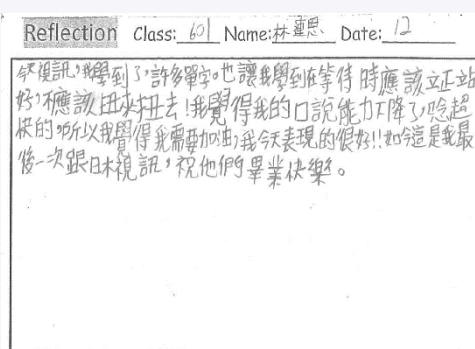 Reflection Class: 601 Name: 林童恩 Date: 12
今天視訊，我學到了許多單字。也讓我學到在等待時應該立正站
好，不應該扭來扭去！我覺得我的口說能力下降了，唸超
快的，所以我覺得我需要加油，我今天表現的很好!!如今這是我最
後一次跟日本視訊，祝他們畢業快樂。